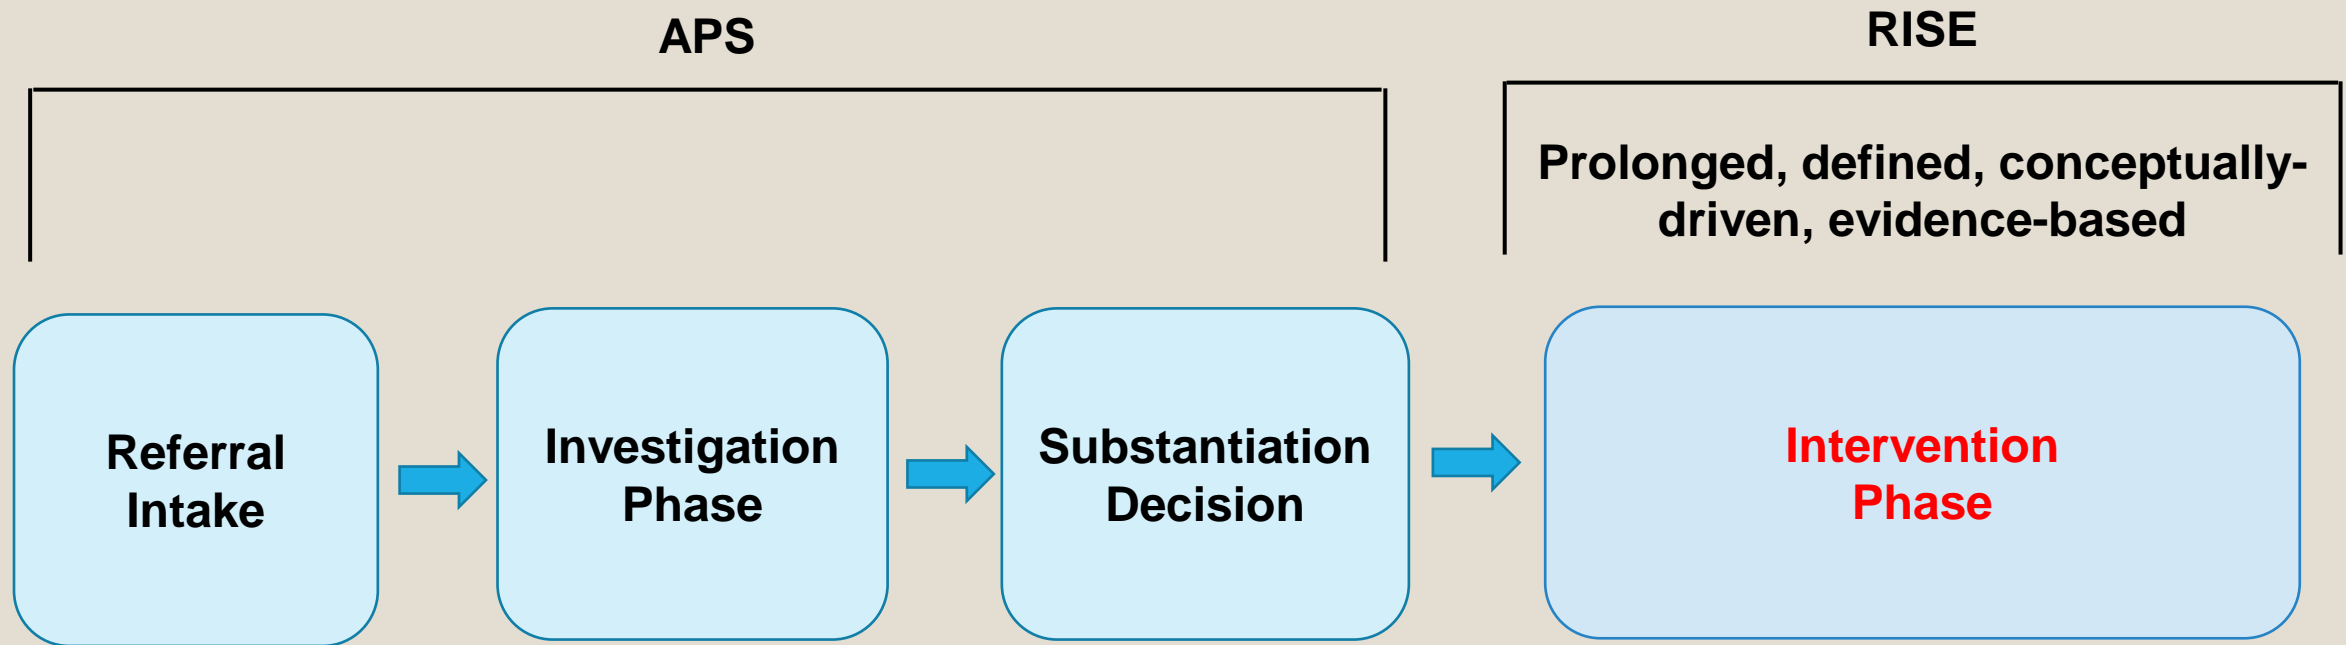 APS
RISE
Prolonged, defined, conceptually-
driven, evidence-based
Referral
Intake
Investigation
Phase
Substantiation
Decision
Intervention
Phase